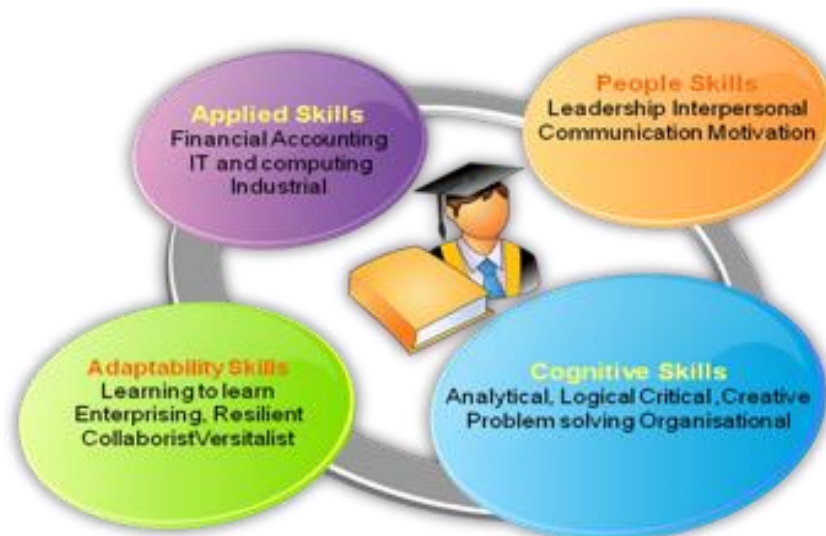 Applied Skills
Financial Accounting
IT and computing
Industrial
People Skills
Leadership Interpersonal
Communication Motivation
Adaptability Skills
Learning to learn
Enterprising, Resilient
CollaboristVersitalist
Cognitive Skills
Analytical, Logical Critical ,Creative
Problem solving Organisational